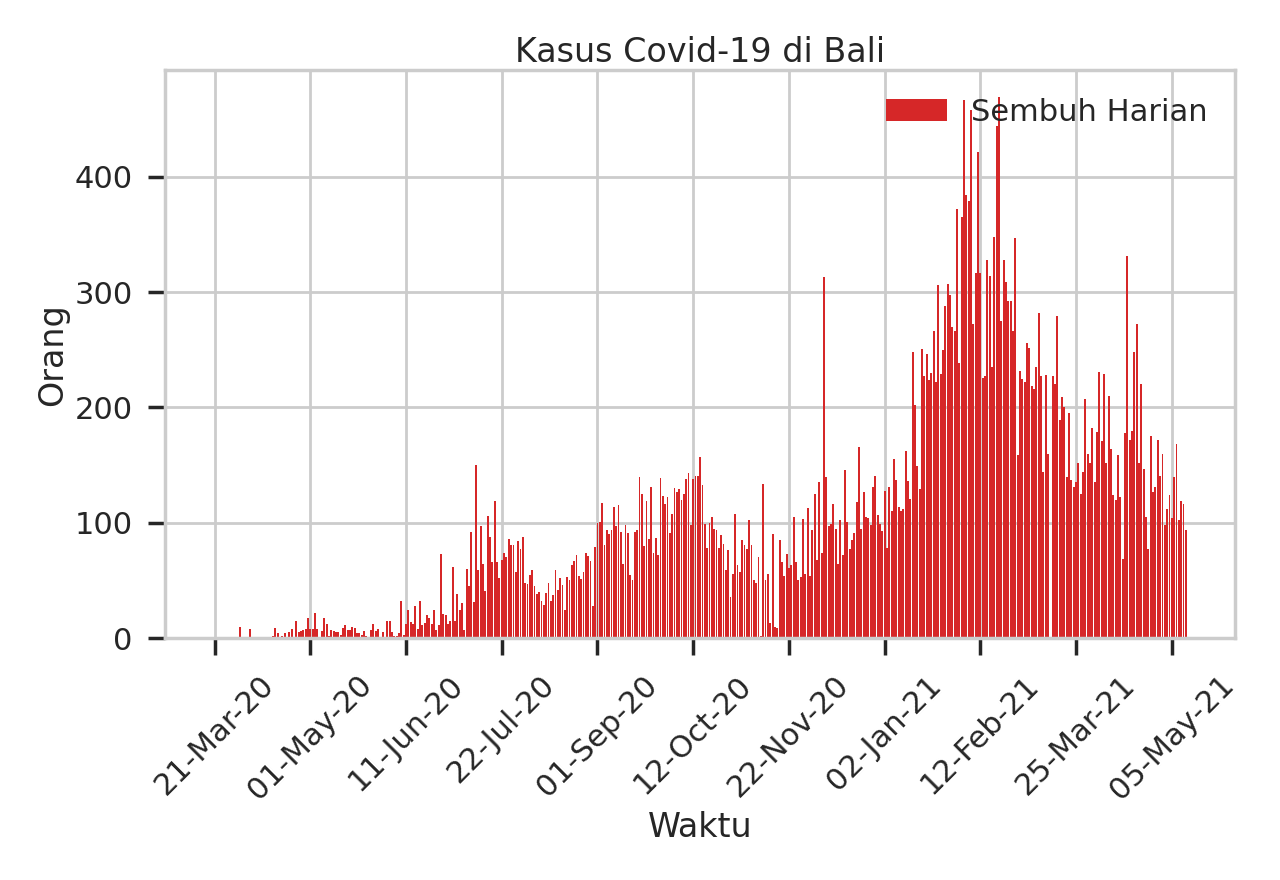 Kasus Covid-19 di Bali
Sembuh Harian
Orang
400
300
200
100
0
21-Mar-20
01-May-20
11-Jun-20
22-Jul-20
01-Sep-20
12-Oct-20
22-Nov-20
02-Jan-21
12-Feb-21
25-Mar-21
05-May-21
Waktu